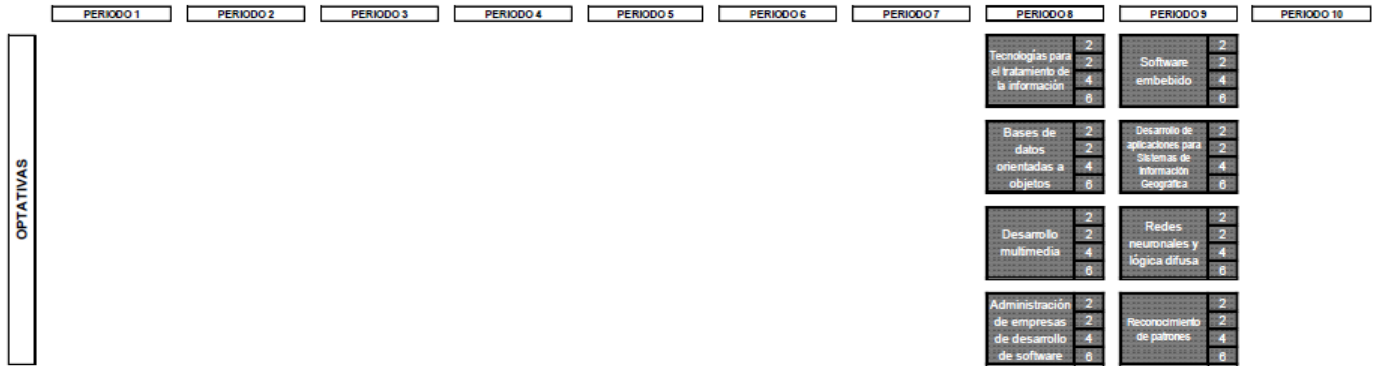 PERIODO 1 PERIODO 2 PERIODO 3 PERIODO 4 PERIODO 5 PERIODO 6 PERIODO 7 PERIODO 8 PERIODO 9 PERIODO 10
OPTATIVAS
Tecnologías para
el tratamiento de
la información
2
2
4
6
Software
embebido
2
2
4
6
Bases de
datos
orientadas a
objetos
2
2
4
6
Desarrollo de
aplicaciones para
Sistemas de
Información
Geográfica
2
2
4
6
Desarrollo
multimedia
2
2
4
6
Redes
neuronales y
lógica difusa
2
2
4
6
Administración
de empresas
de desarrollo
de software
2
2
4
6
Reconocimiento
de patrones
2
2
4
6